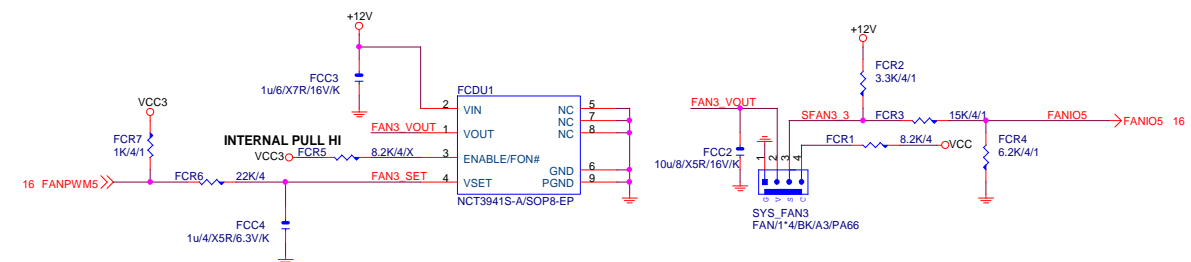 +12V
FCC3
1u/6/X7R/16V/K
VCC3
FCR7
1K/4/1
INTERNAL PULL HI
VCC3
FCR5
8.2K/4/X
FAN3_VOUT
16 FANPWM5
FCR6
22K/4
FAN3_SET
FCC4
1u/4/X5R/6.3V/K
FCDU1
2
VIN
1
VOUT
3
ENABLE/FON#
4
VSET
NC
5
NC
7
NC
8
GND
6
PGND
9
NCT3941S-A/SOP8-EP
+12V
FCR2
3.3K/4/1
FAN3_VOUT
SFAN3_3
FCR3
15K/4/1
FANIO5
FANIO5 16
FCC2
10u/8/X5R/16V/K
FCR1
8.2K/4
VCC
FCR4
6.2K/4/1
1
2
3
4
G
V
S
C
SYS_FAN3
FAN/1*4/BK/A3/PA66